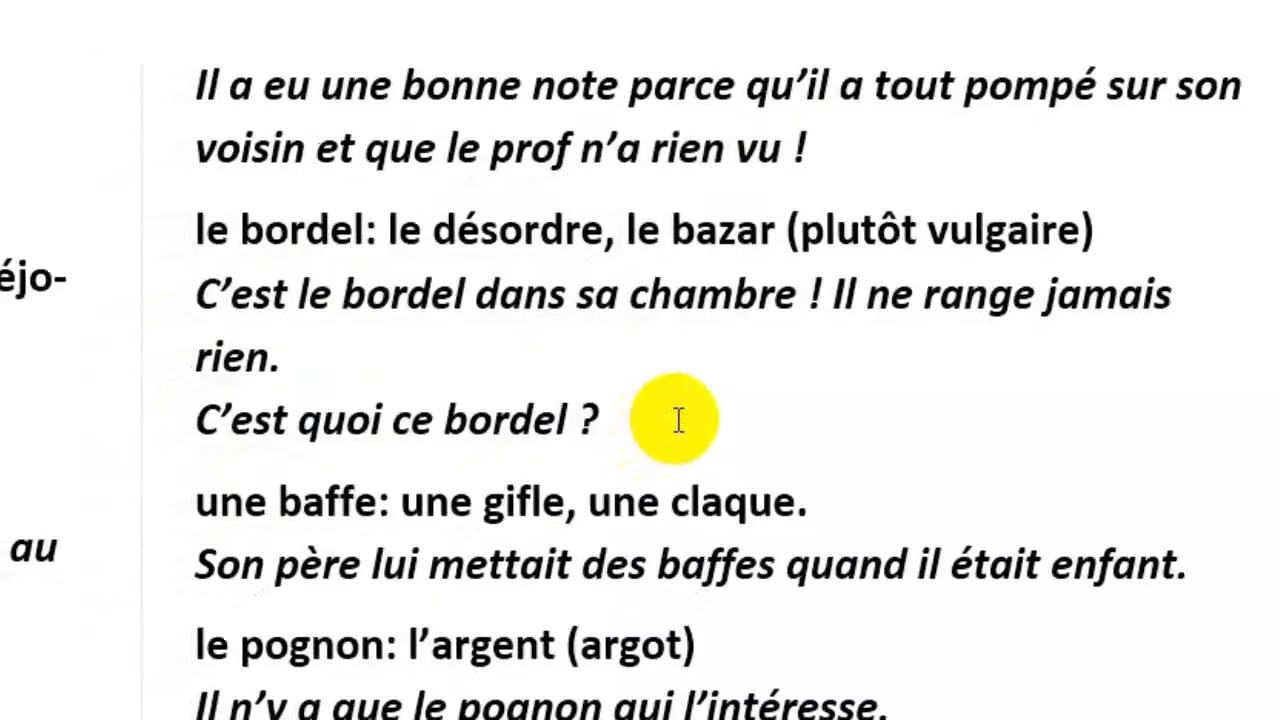 Il a eu une bonne note parce qu’il a tout pompé sur son
voisin et que le prof n’a rien vu !
le bordel: le désordre, le bazar (plutôt vulgaire)
éjo-
C’est le bordel dans sa chambre ! Il ne range jamais
rien.
C’est quoi ce bordel ?
une baffe: une gifle, une claque.
au
Son père lui mettait des baffes quand il était enfant.
le pognon: l’argent (argot)
Il n’y a que le pognon qui l’intéresse.